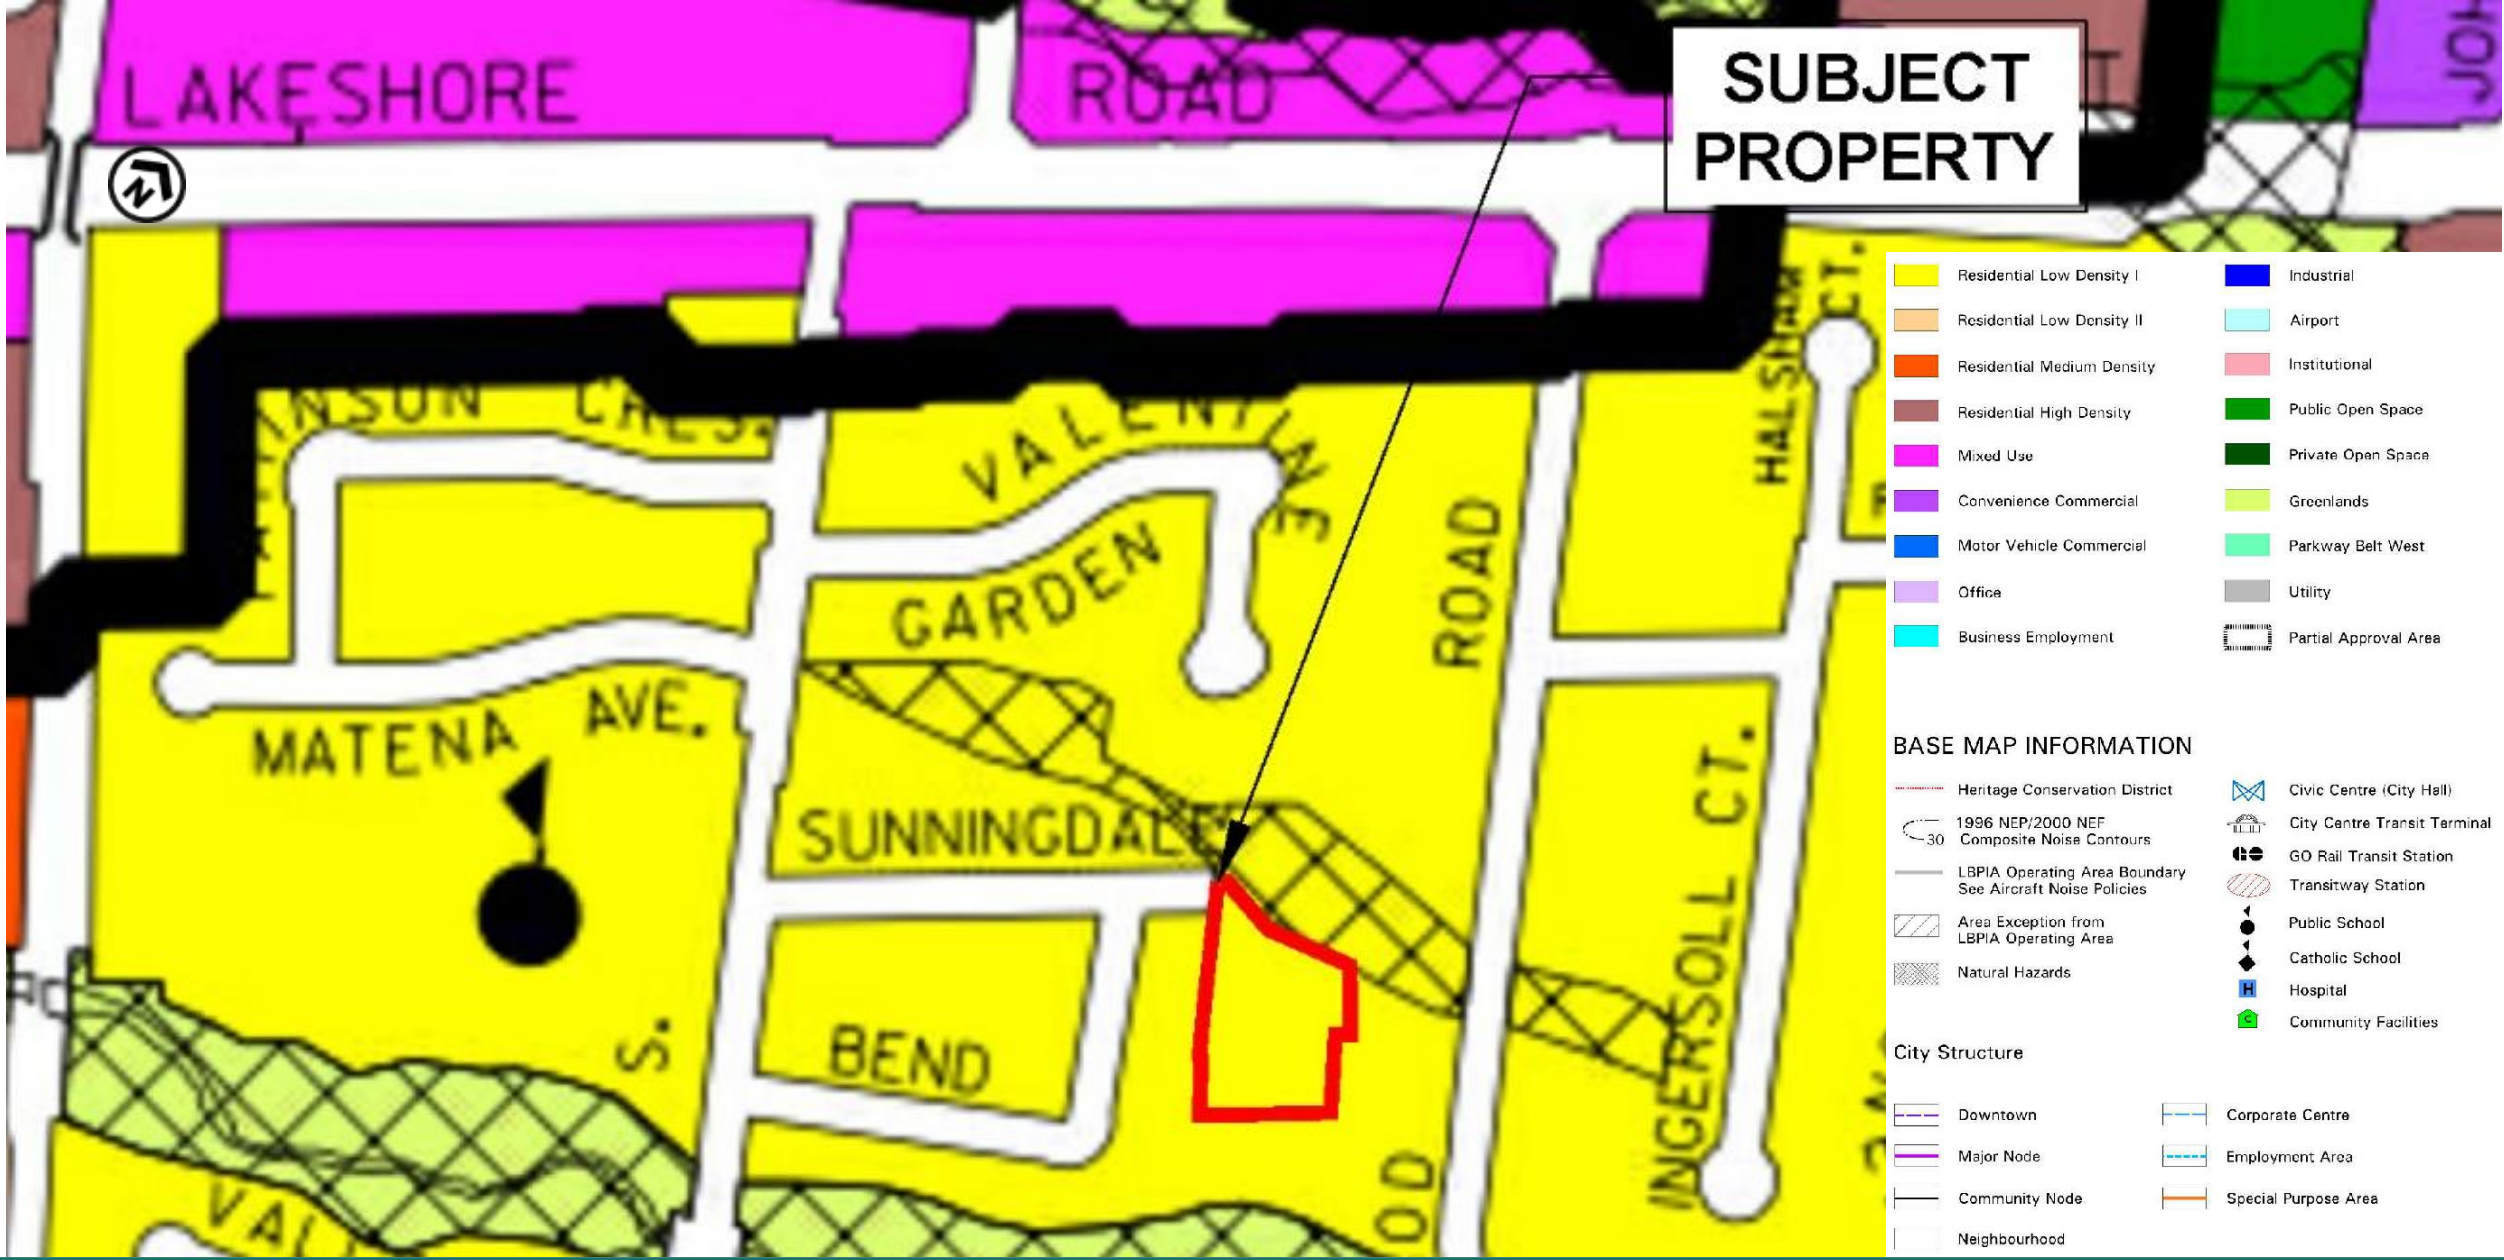 LAKESHORE ROAD
SUBJECT
PROPERTY
N
JOH
HALSHAM CT.
INSON CRES.
VALENTINE
GARDEN
ROAD
MATENA AVE.
SUNNINGDALE
BEND
S.
INGERSOLL CT.
OD
VAL
Residential Low Density I
Residential Low Density II
Residential Medium Density
Residential High Density
Mixed Use
Convenience Commercial
Motor Vehicle Commercial
Office
Business Employment
Industrial
Airport
Institutional
Public Open Space
Private Open Space
Greenlands
Parkway Belt West
Utility
Partial Approval Area
BASE MAP INFORMATION
Heritage Conservation District
1996 NEP/2000 NEF
30 Composite Noise Contours
LBPIA Operating Area Boundary
See Aircraft Noise Policies
Area Exception from
LBPIA Operating Area
Natural Hazards
Civic Centre (City Hall)
City Centre Transit Terminal
GO Rail Transit Station
Transitway Station
Public School
Catholic School
H Hospital
C Community Facilities
City Structure
Downtown
Major Node
Community Node
Neighbourhood
Corporate Centre
Employment Area
Special Purpose Area